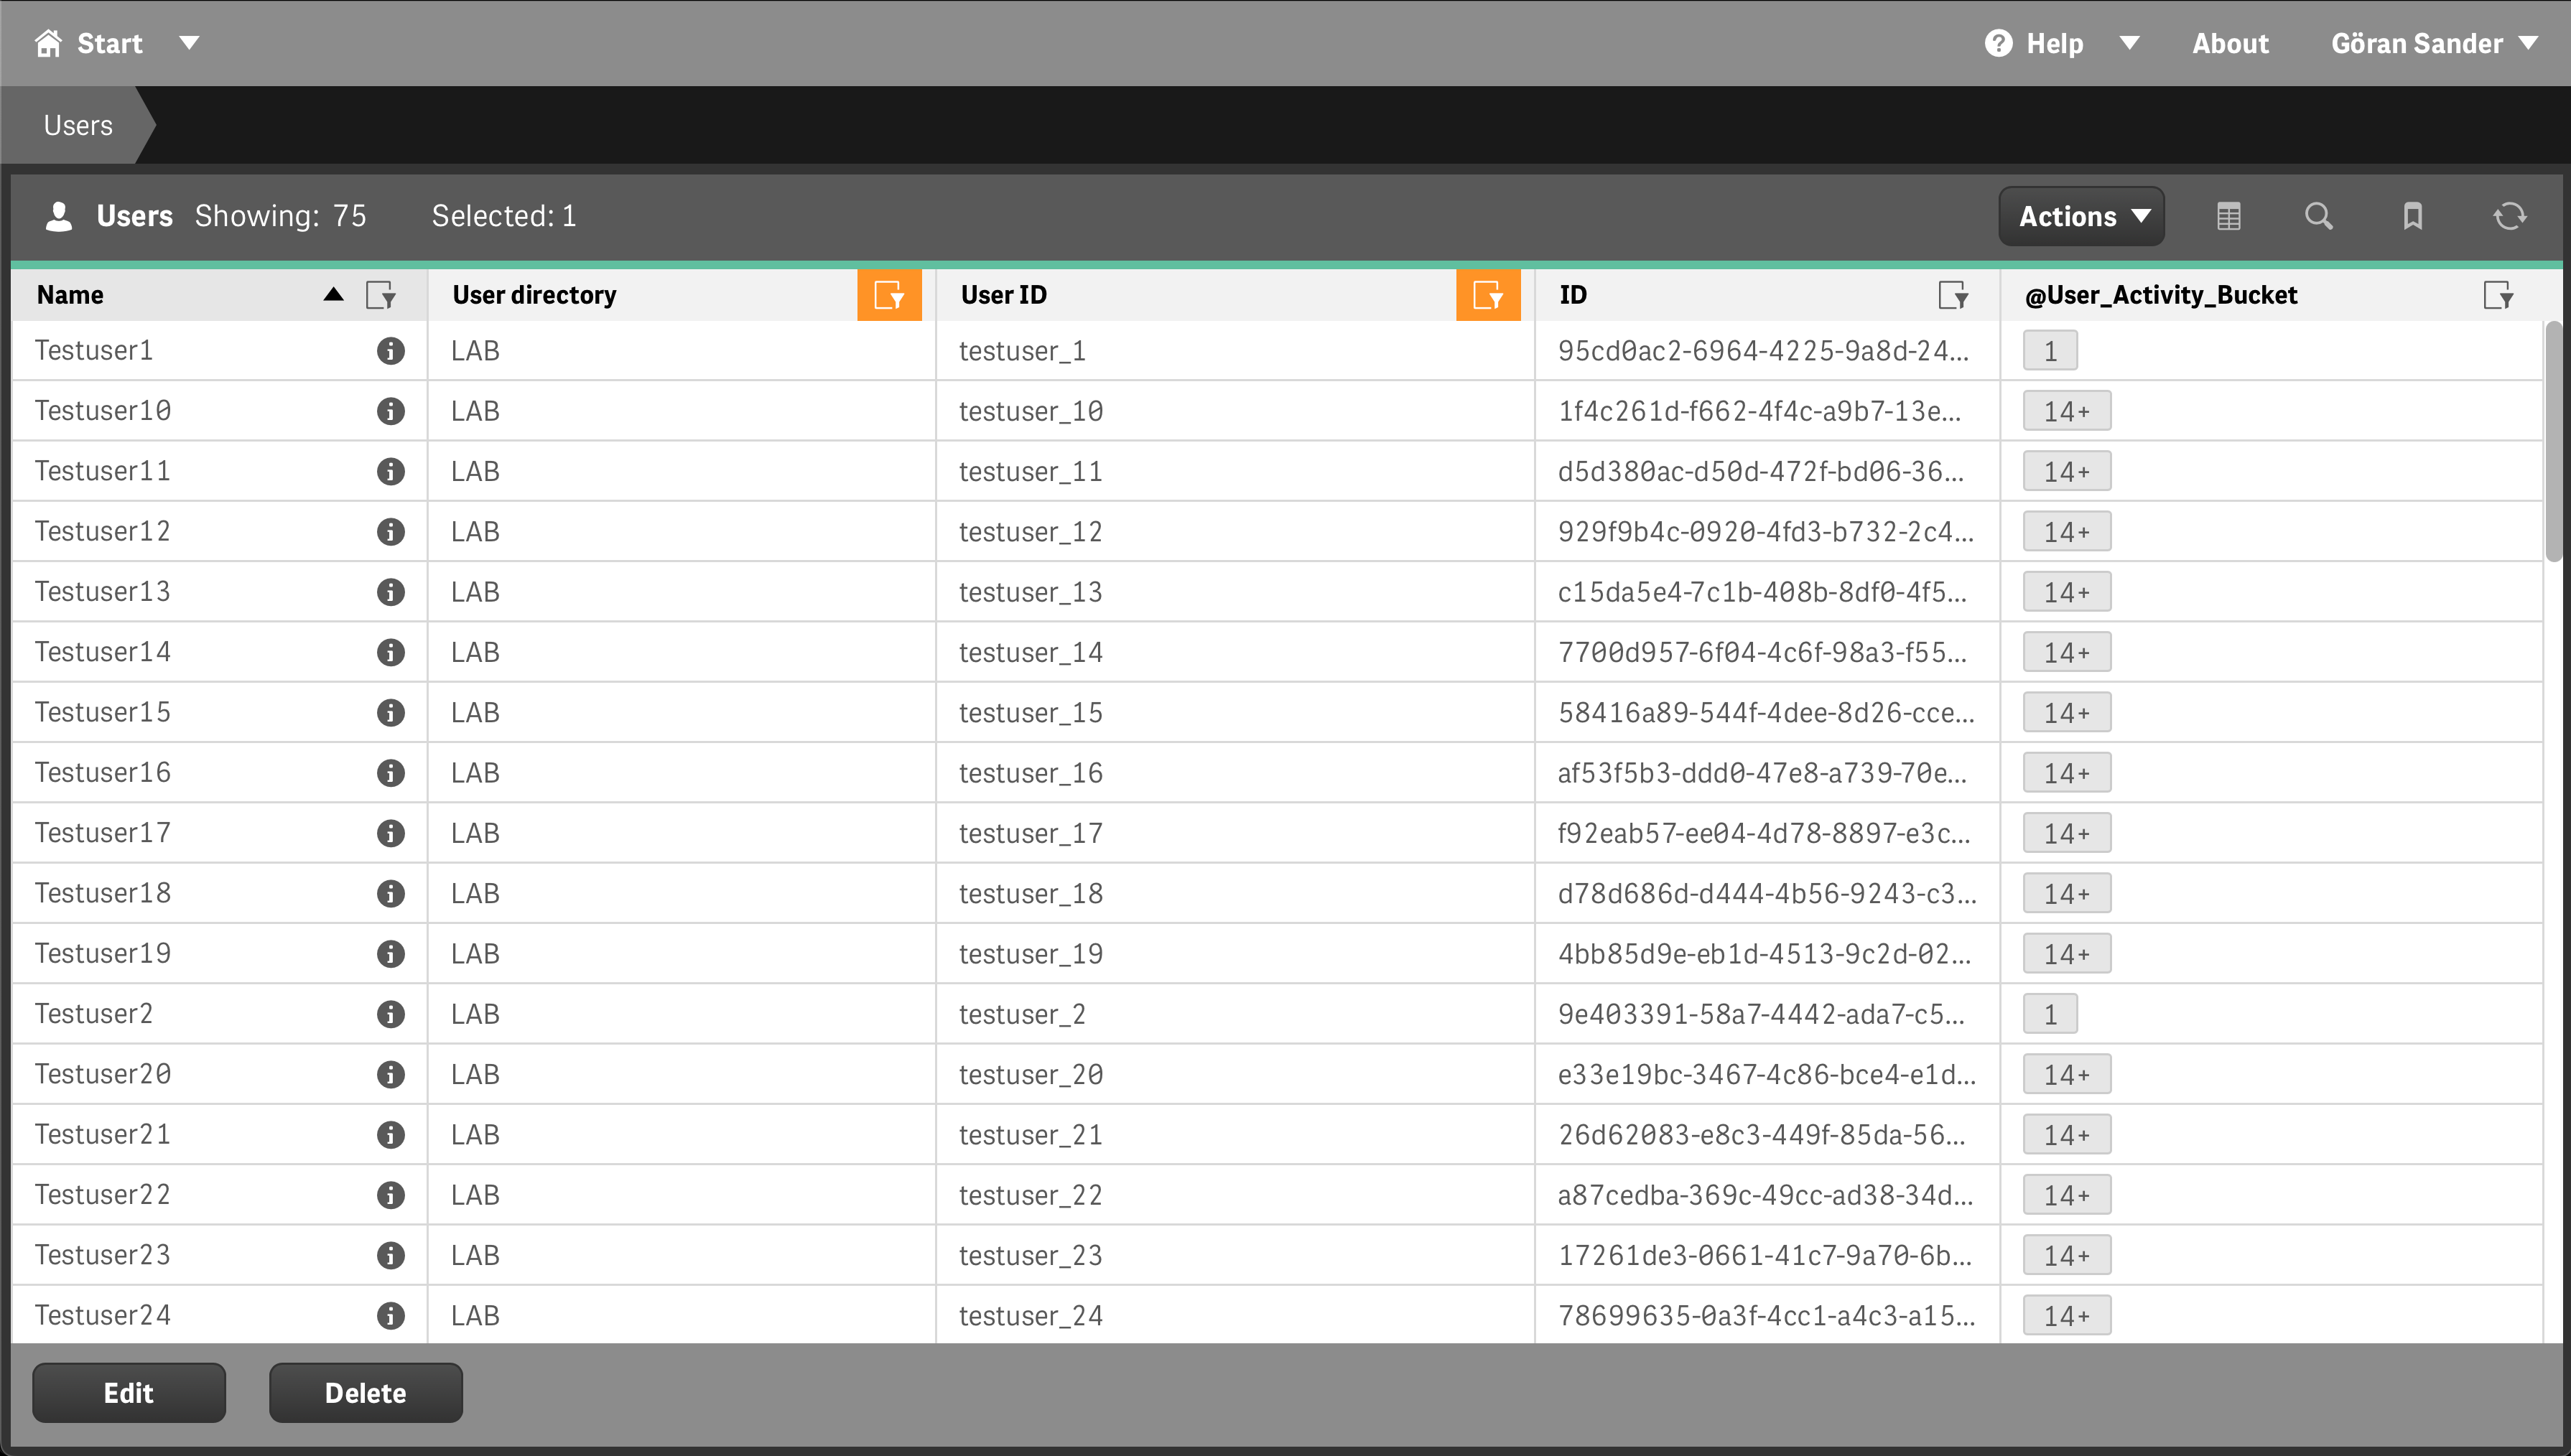 Start Help About Göran Sander
Users
Users Showing: 75 Selected: 1 Actions
Name User directory User ID ID @User_Activity_Bucket
Testuser1 LAB testuser_1 95cd0ac2-6964-4225-9a8d-24... 1
Testuser10 LAB testuser_10 1f4c261d-f662-4f4c-a9b7-13e... 14+
Testuser11 LAB testuser_11 d5d380ac-d50d-472f-bd06-36... 14+
Testuser12 LAB testuser_12 929f9b4c-0920-4fd3-b732-2c4... 14+
Testuser13 LAB testuser_13 c15da5e4-7c1b-408b-8df0-4f5... 14+
Testuser14 LAB testuser_14 7700d957-6f04-4c6f-98a3-f55... 14+
Testuser15 LAB testuser_15 58416a89-544f-4dee-8d26-cce... 14+
Testuser16 LAB testuser_16 af53f5b3-ddd0-47e8-a739-70e... 14+
Testuser17 LAB testuser_17 f92eab57-ee04-4d78-8897-e3c... 14+
Testuser18 LAB testuser_18 d78d686d-d444-4b56-9243-c3... 14+
Testuser19 LAB testuser_19 4bb85d9e-eb1d-4513-9c2d-02... 14+
Testuser2 LAB testuser_2 9e403391-58a7-4442-ada7-c5... 1
Testuser20 LAB testuser_20 e33e19bc-3467-4c86-bce4-e1d... 14+
Testuser21 LAB testuser_21 26d62083-e8c3-449f-85da-56... 14+
Testuser22 LAB testuser_22 a87cedba-369c-49cc-ad38-34d... 14+
Testuser23 LAB testuser_23 17261de3-0661-41c7-9a70-6b... 14+
Testuser24 LAB testuser_24 78699635-0a3f-4cc1-a4c3-a15... 14+
Edit Delete